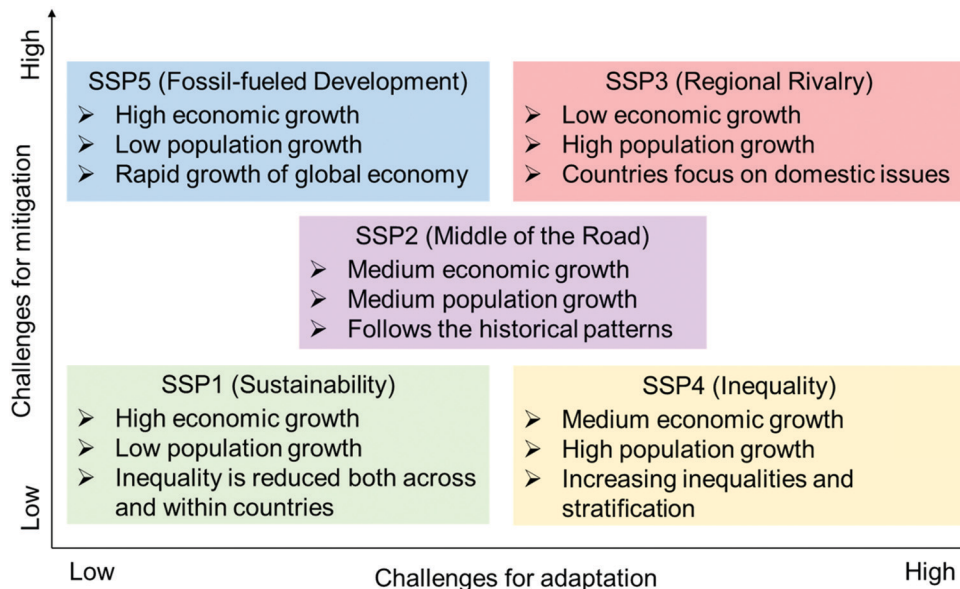 High
Challenges for mitigation
Low
SSP5 (Fossil-fueled Development)
➢ High economic growth
➢ Low population growth
➢ Rapid growth of global economy
SSP3 (Regional Rivalry)
➢ Low economic growth
➢ High population growth
➢ Countries focus on domestic issues
SSP2 (Middle of the Road)
➢ Medium economic growth
➢ Medium population growth
➢ Follows the historical patterns
SSP1 (Sustainability)
➢ High economic growth
➢ Low population growth
➢ Inequality is reduced both across
and within countries
SSP4 (Inequality)
➢ Medium economic growth
➢ High population growth
➢ Increasing inequalities and
stratification
Low
Challenges for adaptation
High